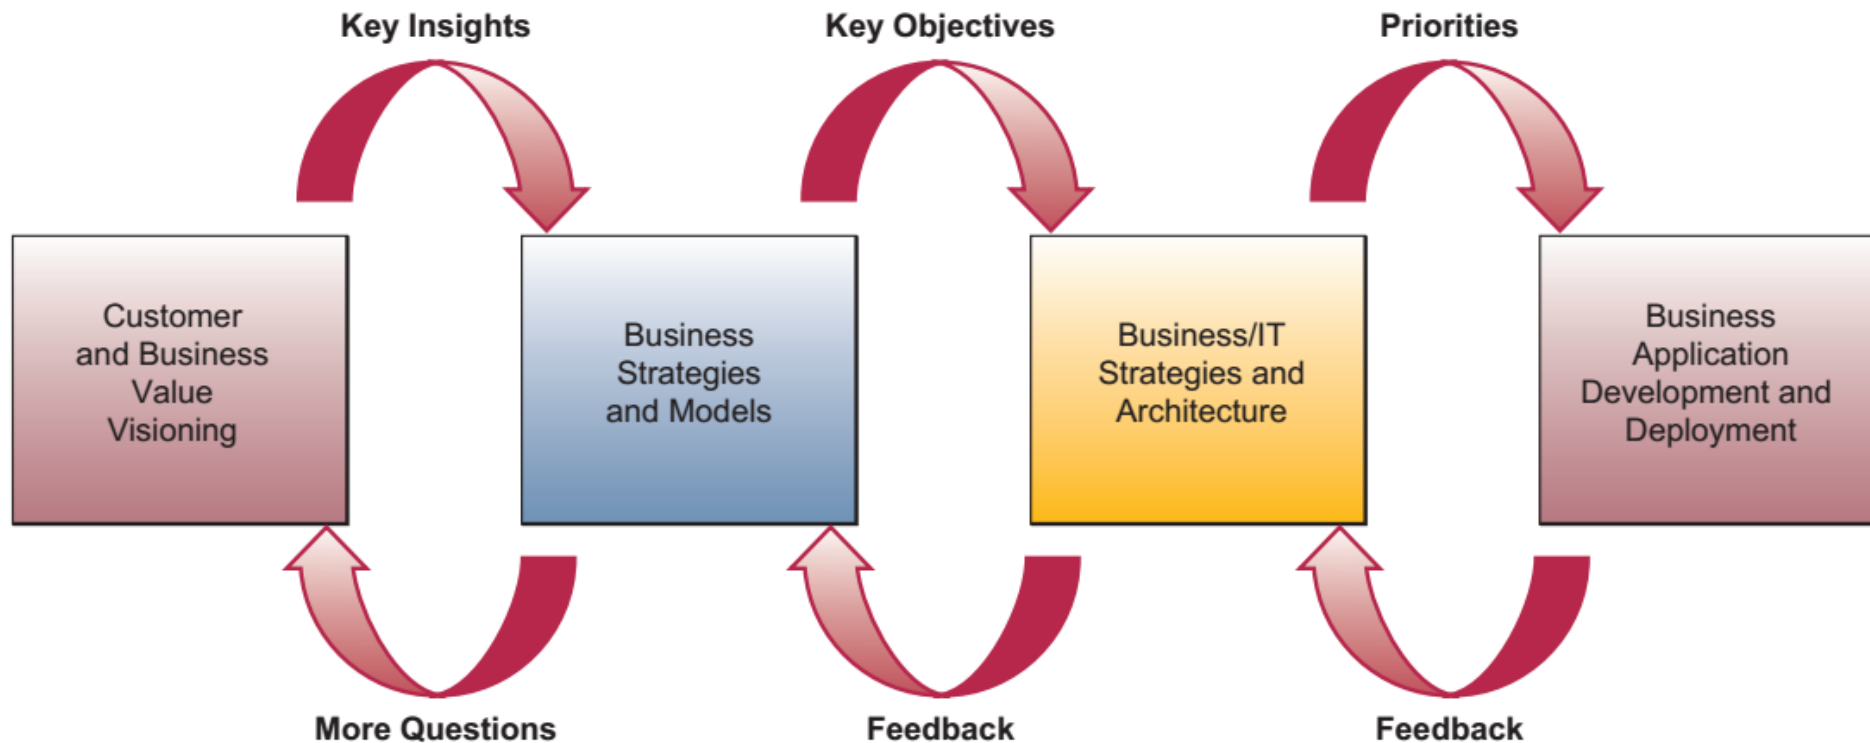 Key Insights
Key Objectives
Priorities
Customer
and Business
Value
Visioning
Business
Strategies
and Models
Business/IT
Strategies and
Architecture
Business
Application
Development and
Deployment
More Questions
Feedback
Feedback